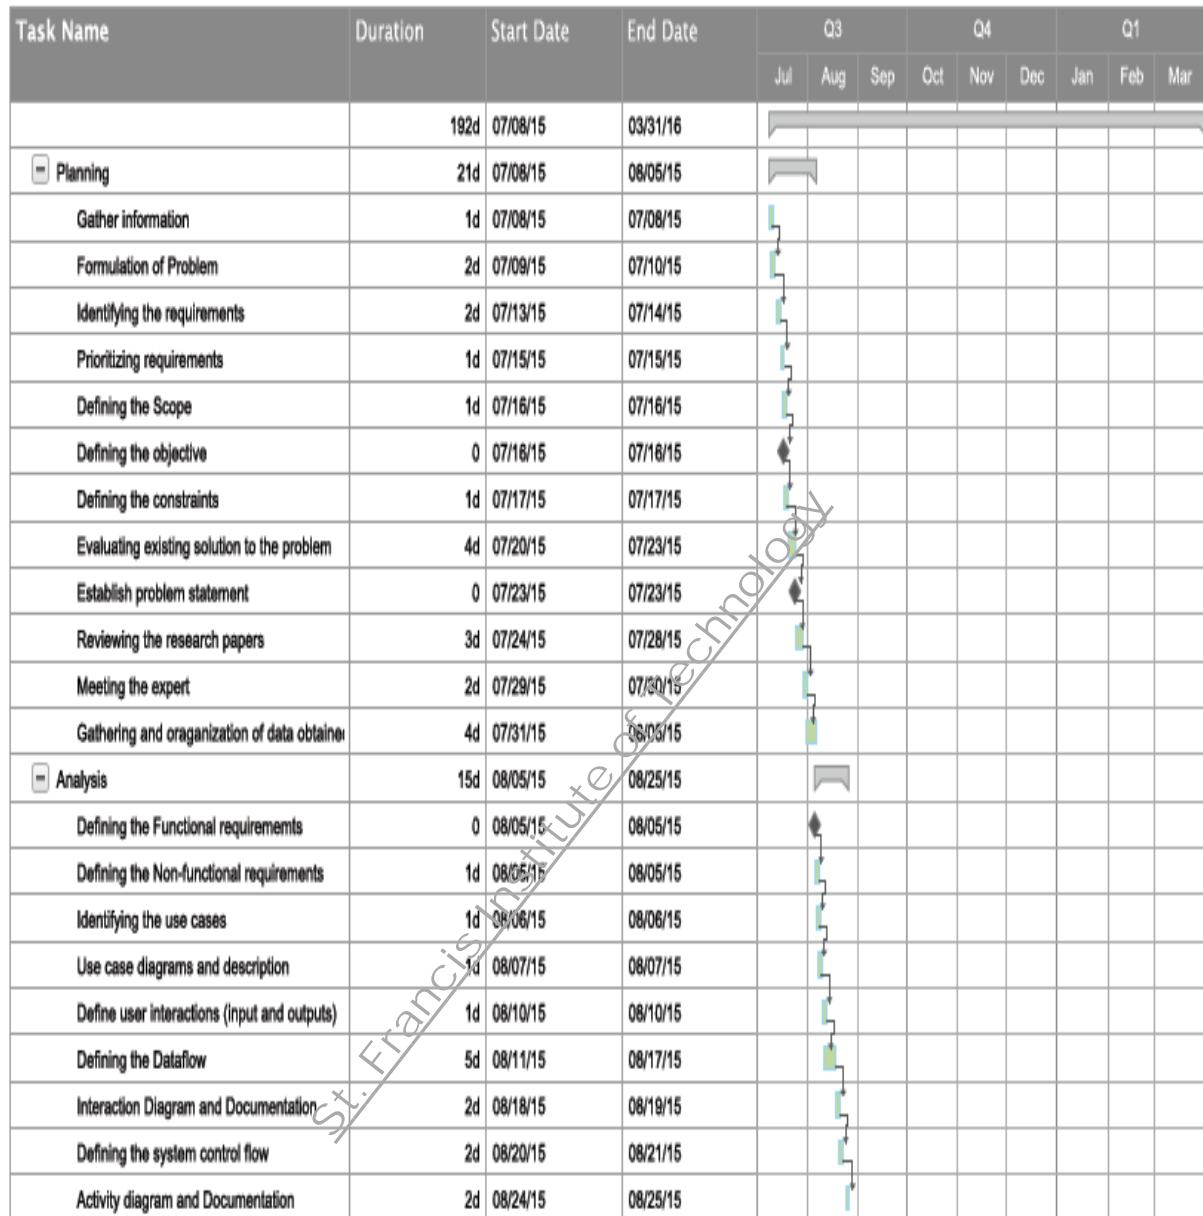 Task Name Duration Start Date End Date Q3 Q4 Q1
Jul Aug Sep Oct Nov Dec Jan Feb Mar
192d 07/08/15 03/31/16
Planning 21d 07/08/15 08/05/15
Gather information 1d 07/08/15 07/08/15
Formulation of Problem 2d 07/09/15 07/10/15
Identifying the requirements 2d 07/13/15 07/14/15
Prioritizing requirements 1d 07/15/15 07/15/15
Defining the Scope 1d 07/16/15 07/16/15
Defining the objective 0 07/16/15 07/16/15
Defining the constraints 1d 07/17/15 07/17/15
Evaluating existing solution to the problem 4d 07/20/15 07/23/15
Establish problem statement 0 07/23/15 07/23/15
Reviewing the research papers 3d 07/24/15 07/28/15
Meeting the expert 2d 07/29/15 07/30/15
Gathering and oraganization of data obtaine 4d 07/31/15
Analysis 15d 08/05/15 08/25/15
Defining the Functional requirememts 0 08/05/15 08/05/15
Defining the Non-functional requirements 1d 08/05/15 08/05/15
Identifying the use cases 1d 08/06/15 08/06/15
Use case diagrams and description 1d 08/07/15 08/07/15
Define user interactions (input and outputs) 1d 08/10/15 08/10/15
Defining the Dataflow 5d 08/11/15 08/17/15
Interaction Diagram and Documentation 2d 08/18/15 08/19/15
Defining the system control flow 2d 08/20/15 08/21/15
Activity diagram and Documentation 2d 08/24/15 08/25/15
St. Francis Institute of Technology